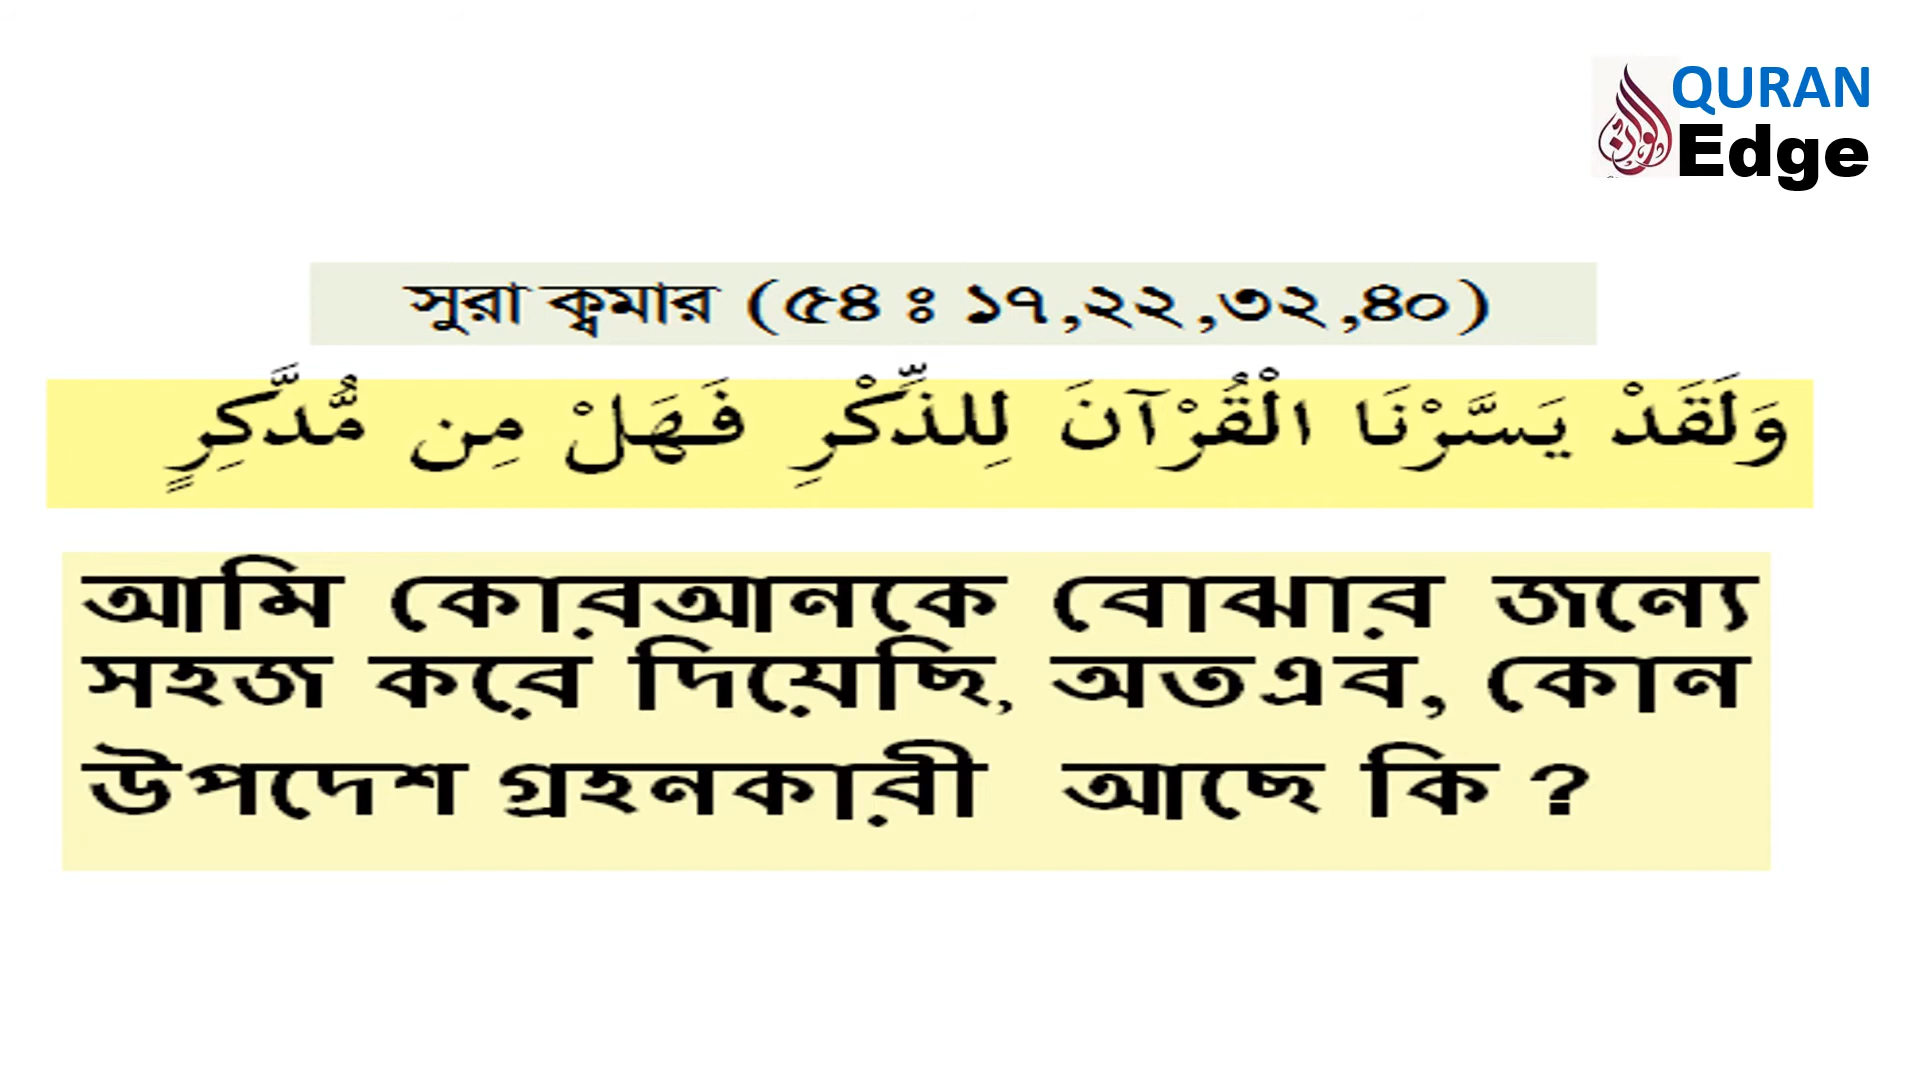 QURAN
Edge
সুরা ক্বমার (৫৪ ঃ ১৭,২২,৩২,৪০)
وَلَقَدْ يَسَّرْنَا الْقُرْآنَ لِلذِّكْرِ فَهَلْ مِن مُّدَّكِرٍ
আমি কোরআনকে বোঝার জন্যে
সহজ করে দিয়েছি, অতএব, কোন
উপদেশ গ্রহনকারী আছে কি ?